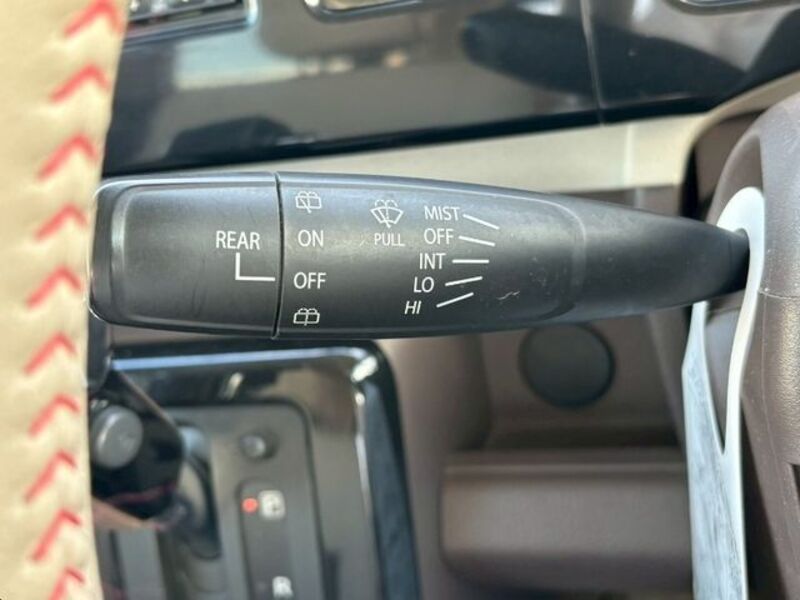 REAR
ON
OFF
PULL
MIST
OFF
INT
LO
HI
R